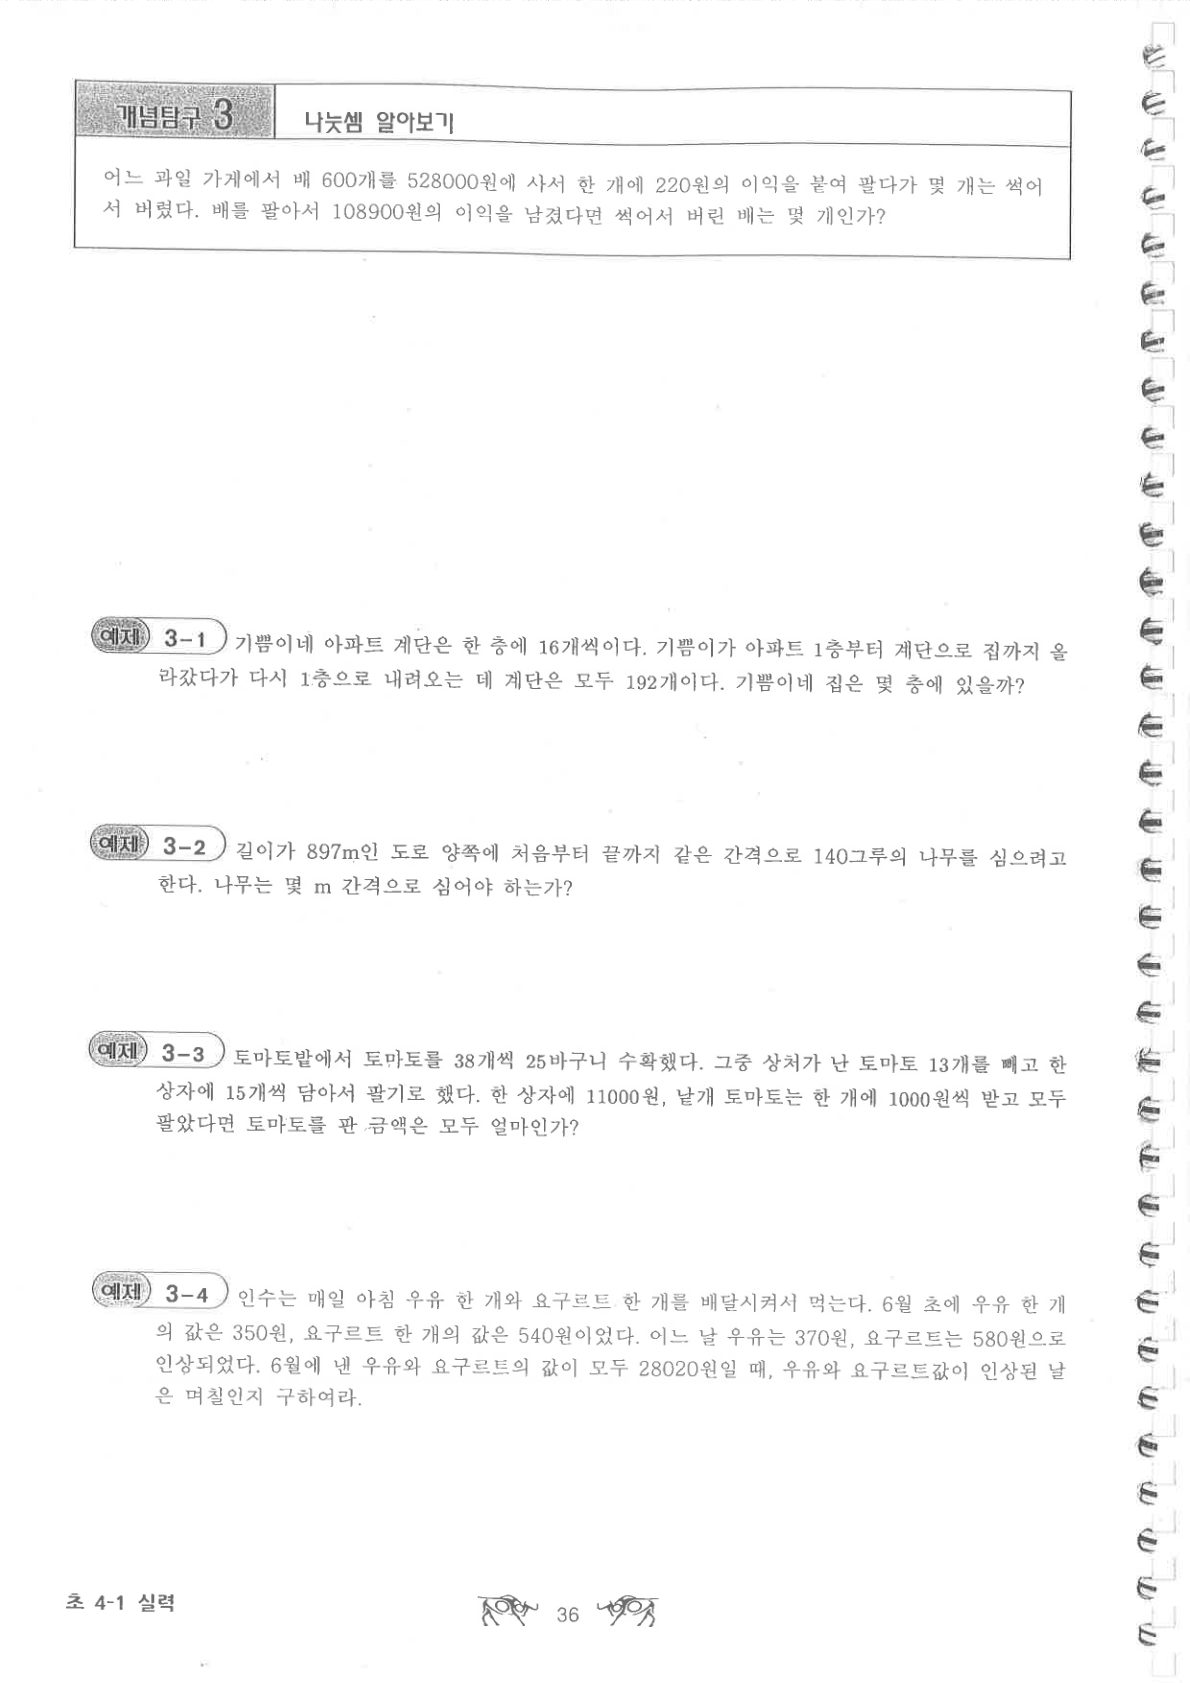 개념탐구 3 나눗셈 알아보기
어느 과일 가게에서 배 600개를 528000원에 사서 한 개에 220원의 이익을 붙여 팔다가 몇 개는 썩어
서 버렸다. 배를 팔아서 108900원의 이익을 남겼다면 썩어서 버린 배는 몇 개인가?
예제 3-1 기쁨이네 아파트 계단은 한 층에 16개씩이다. 기쁨이가 아파트 1층부터 계단으로 집까지 올
라갔다가 다시 1층으로 내려오는 데 계단은 모두 192개이다. 기쁨이네 집은 몇 층에 있을까?
예제 3-2 길이가 897m인 도로 양쪽에 처음부터 끝까지 같은 간격으로 140그루의 나무를 심으려고
한다. 나무는 몇 m 간격으로 심어야 하는가?
예제 3-3 토마토밭에서 토마토를 38개씩 25바구니 수확했다. 그중 상처가 난 토마토 13개를 빼고 한
상자에 15개씩 담아서 팔기로 했다. 한 상자에 11000원, 낱개 토마토는 한 개에 1000원씩 받고 모두
팔았다면 토마토를 판 금액은 모두 얼마인가?
예제 3-4 인수는 매일 아침 우유 한 개와 요구르트 한 개를 배달시켜서 먹는다. 6월 초에 우유 한 개
의 값은 350원, 요구르트 한 개의 값은 540원이었다. 어느 날 우유는 370원, 요구르트는 580원으로
인상되었다. 6월에 낸 우유와 요구르트의 값이 모두 28020원일 때, 우유와 요구르트값이 인상된 날
은 며칠인지 구하여라.
초 4-1 실력
36